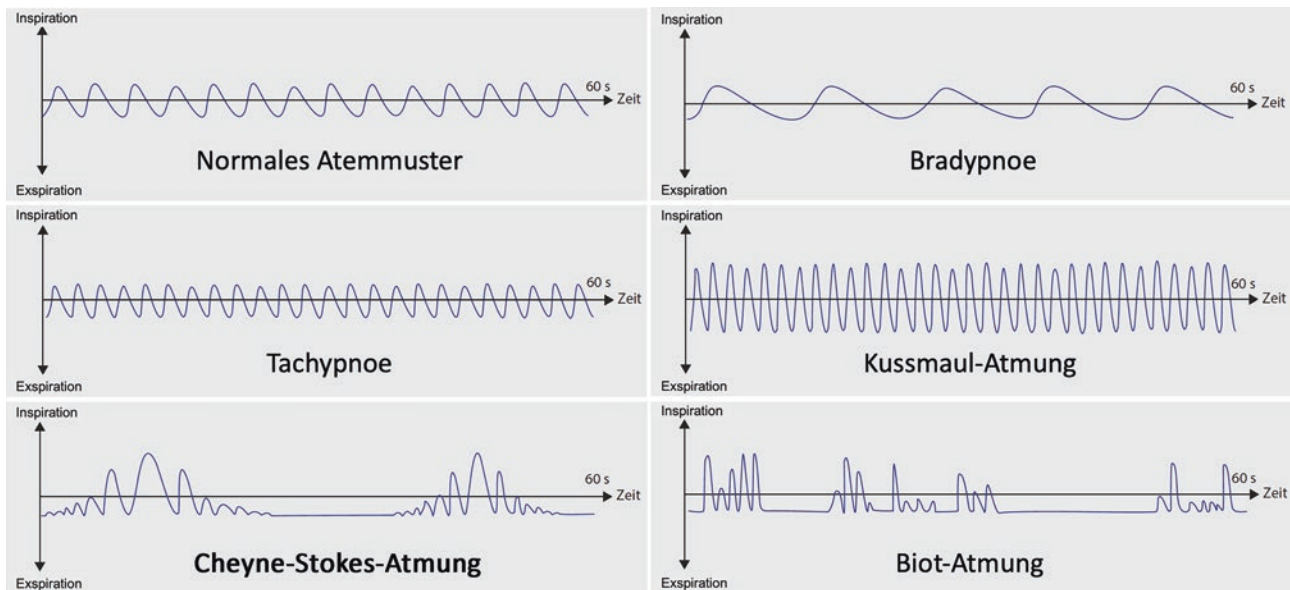 Inspiration
60 s
Zeit
Normales Atemmuster
Exspiration
Inspiration
60 s
Zeit
Bradypnoe
Exspiration
Inspiration
60 s
Zeit
Tachypnoe
Exspiration
Inspiration
60 s
Zeit
Kussmaul-Atmung
Exspiration
Inspiration
60 s
Zeit
Cheyne-Stokes-Atmung
Exspiration
Inspiration
60 s
Zeit
Biot-Atmung
Exspiration